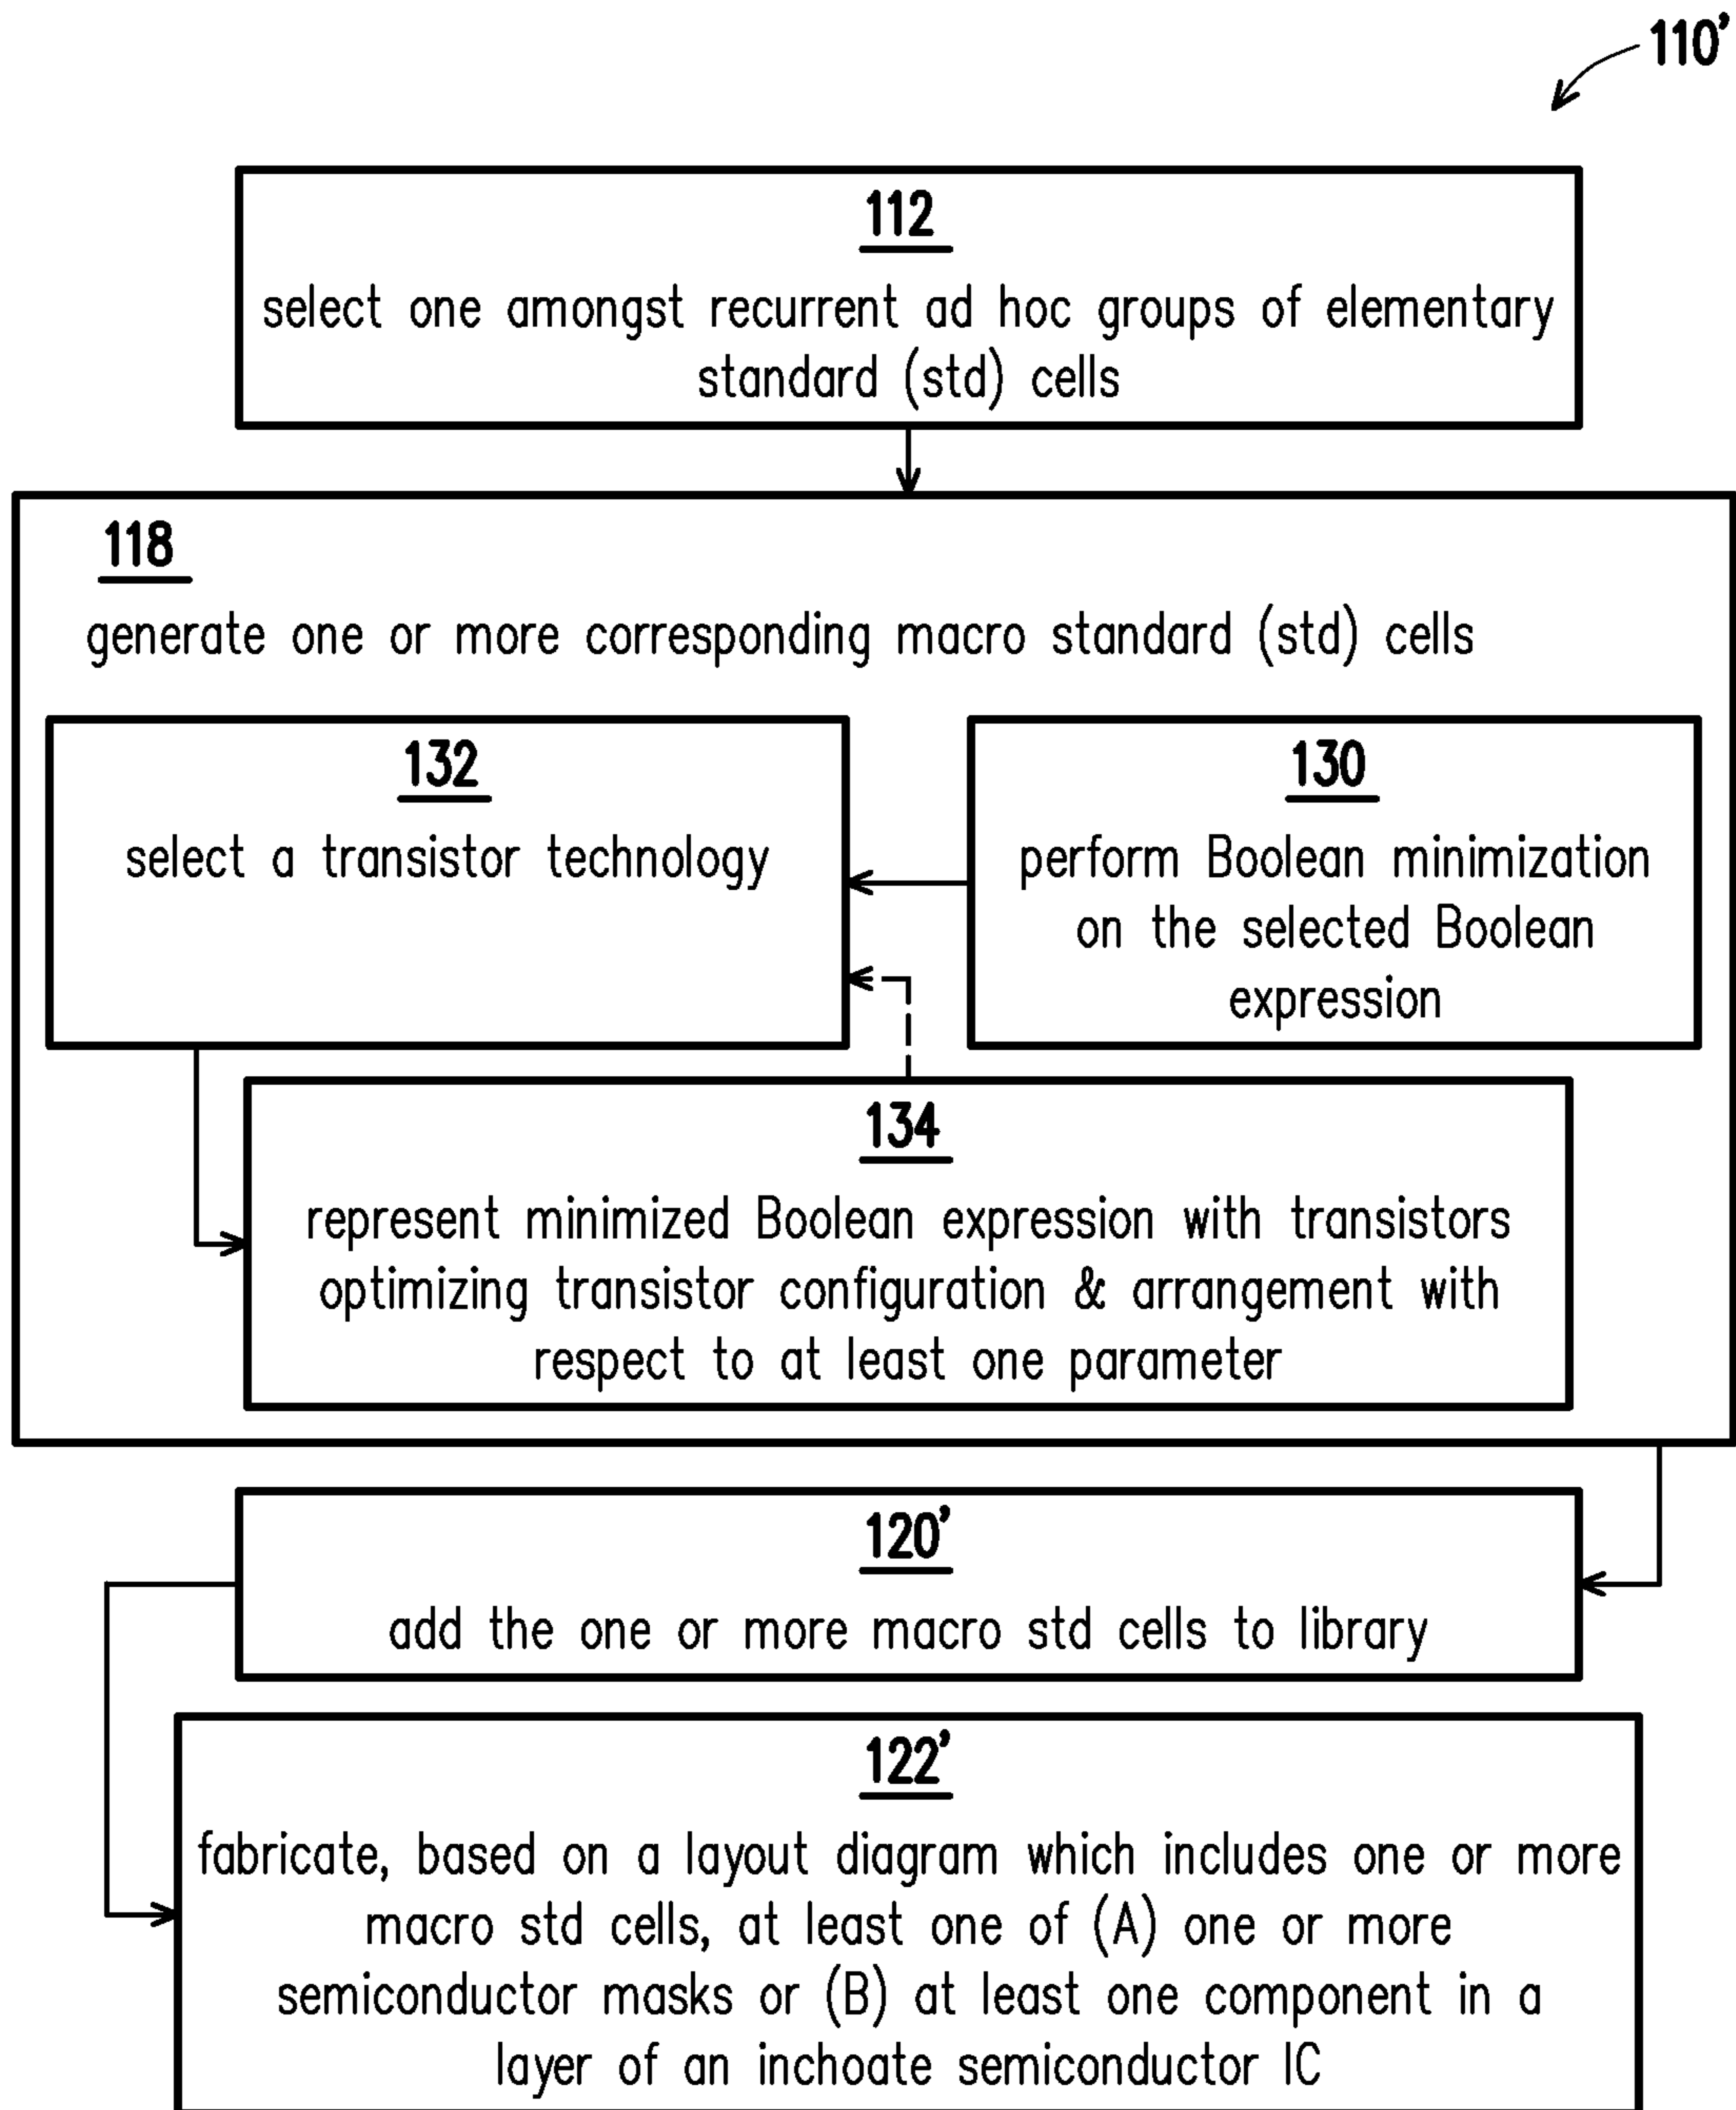 110'
112
select one amongst recurrent ad hoc groups of elementary
standard (std) cells
118
generate one or more corresponding macro standard (std) cells
132
select a transistor technology
130
perform Boolean minimization
on the selected Boolean
expression
134
represent minimized Boolean expression with transistors
optimizing transistor configuration & arrangement with
respect to at least one parameter
120'
add the one or more macro std cells to library
122'
fabricate, based on a layout diagram which includes one or more
macro std cells, at least one of (A) one or more
semiconductor masks or (B) at least one component in a
layer of an inchoate semiconductor IC